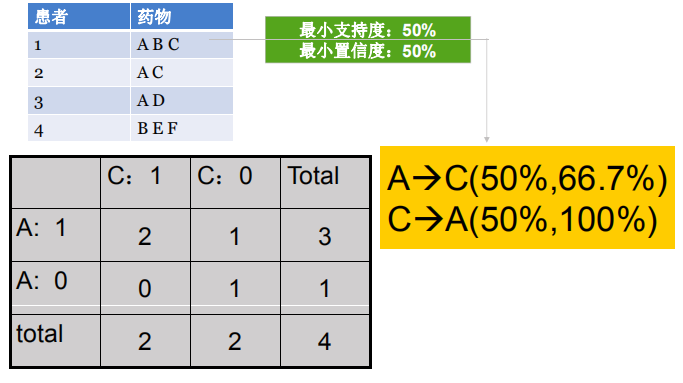 患者 药物
1 A B C
2 A C
3 A D
4 B E F
最小支持度：50%
最小置信度：50%
C：1 C：0 Total
A：1 2 1 3
A：0 0 1 1
total 2 2 4
A→C(50%,66.7%)
C→A(50%,100%)